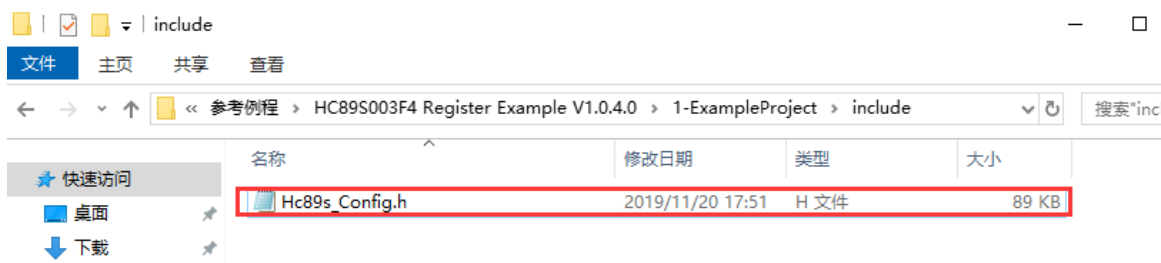 include
文件 主页 共享 查看
« 参考例程 > HC89S003F4 Register Example V1.0.4.0 > 1-ExampleProject > include 搜索"inc
名称 修改日期 类型 大小
快速访问
Hc89s_Config.h 2019/11/20 17:51 H 文件 89 KB
桌面
下载